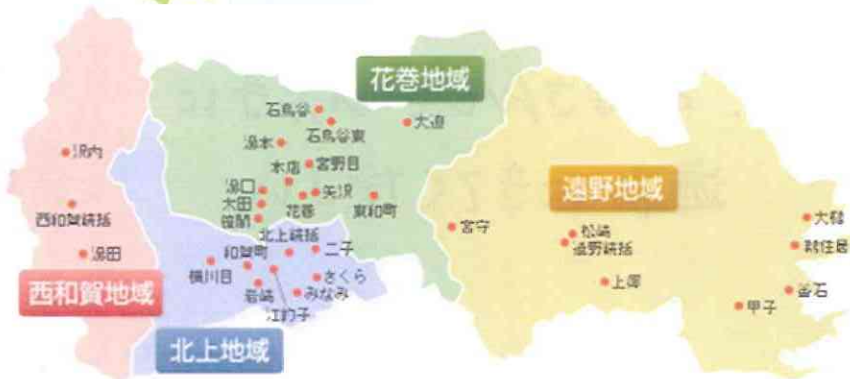 花巻地域
石鳥谷
石鳥谷東
大迫
湯本
宮野目
本店
湯口
矢沢
太田
花巻
東和町
笹間
沢内
西和賀統括
湯田
西和賀地域
北上統括
二子
和賀町
横川目
さくら
岩崎
みなみ
江釣子
北上地域
遠野地域
宮守
松崎
遠野統括
上郷
大槌
鵜住居
釜石
甲子